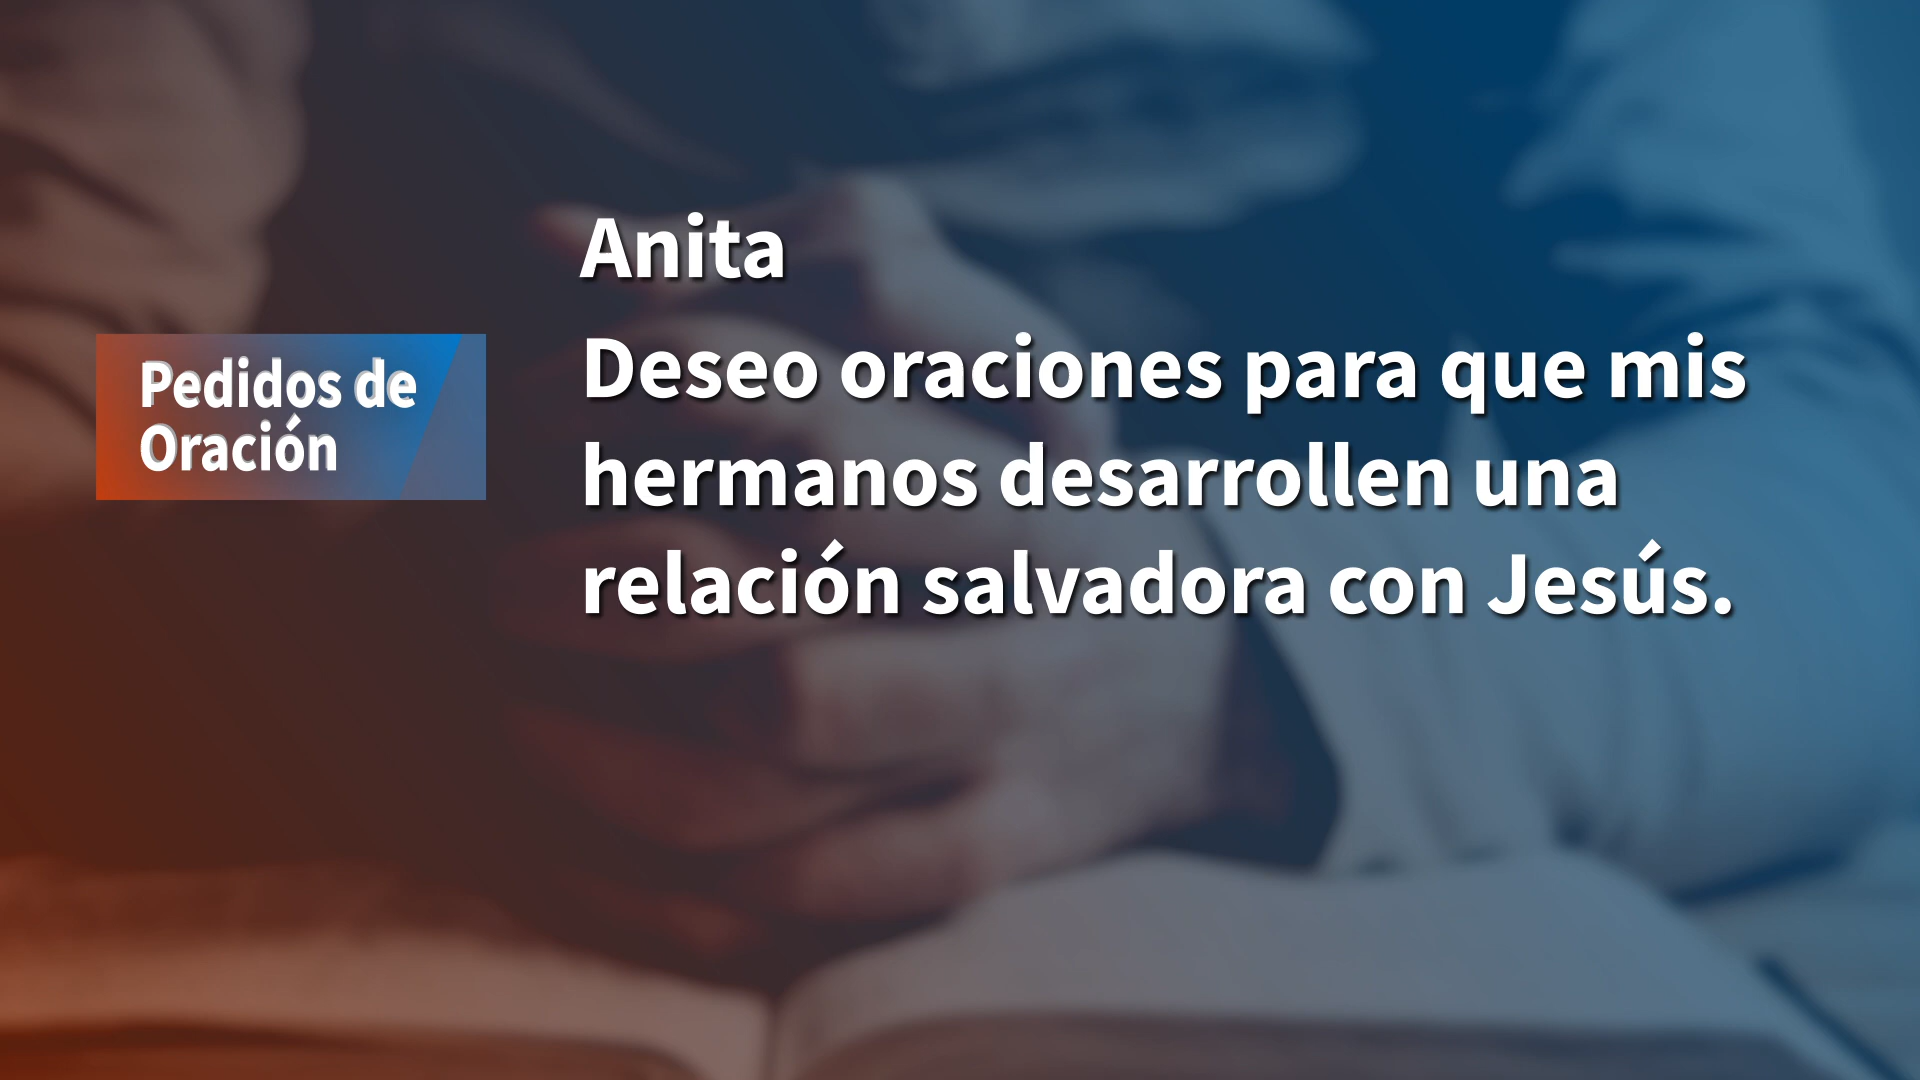 Pedidos de
Oración
Anita
Deseo oraciones para que mis
hermanos desarrollen una
relación salvadora con Jesús.